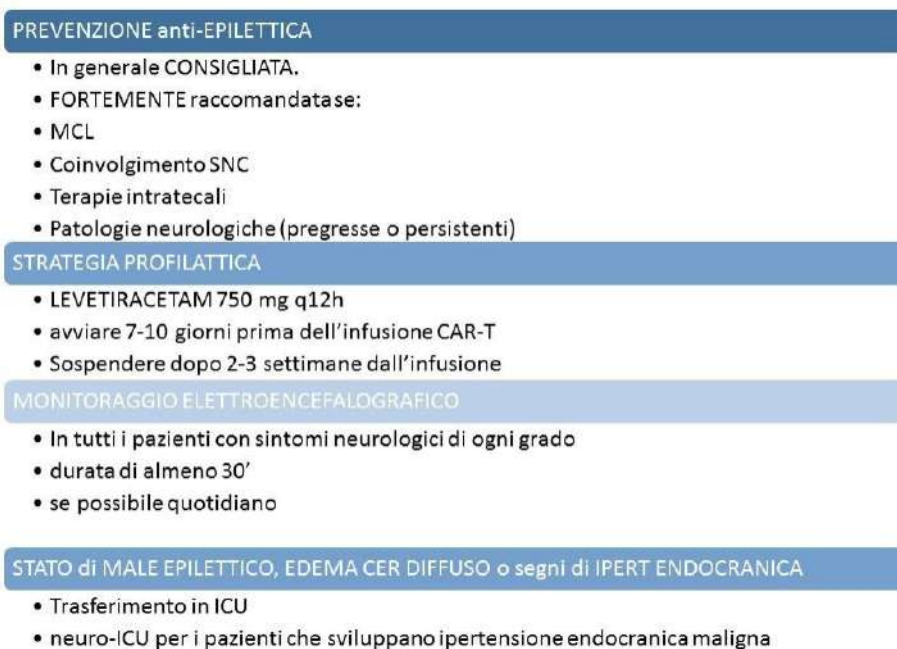 PREVENZIONE anti-EPILETTICA
• In generale CONSIGLIATA.
• FORTEMENTE raccomandatase:
• MCL
• Coinvolgimento SNC
• Terapie intratecali
• Patologie neurologiche (pregresse o persistenti)
STRATEGIA PROFILATTICA
• LEVETIRACETAM 750 mg q12h
• avviare 7-10 giorni prima dell'infusione CAR-T
• Sospendere dopo 2-3 settimane dall'infusione
MONITORAGGIO ELETTROENCEFALOGRAFICO
• In tutti i pazienti con sintomi neurologici di ogni grado
• durata di almeno 30'
• se possibile quotidiano
STATO di MALE EPILETTICO, EDEMA CER DIFFUSO o segni di IPERT ENDOCRANICA
• Trasferimento in ICU
• neuro-ICU per i pazienti che sviluppano ipertensione endocranica maligna